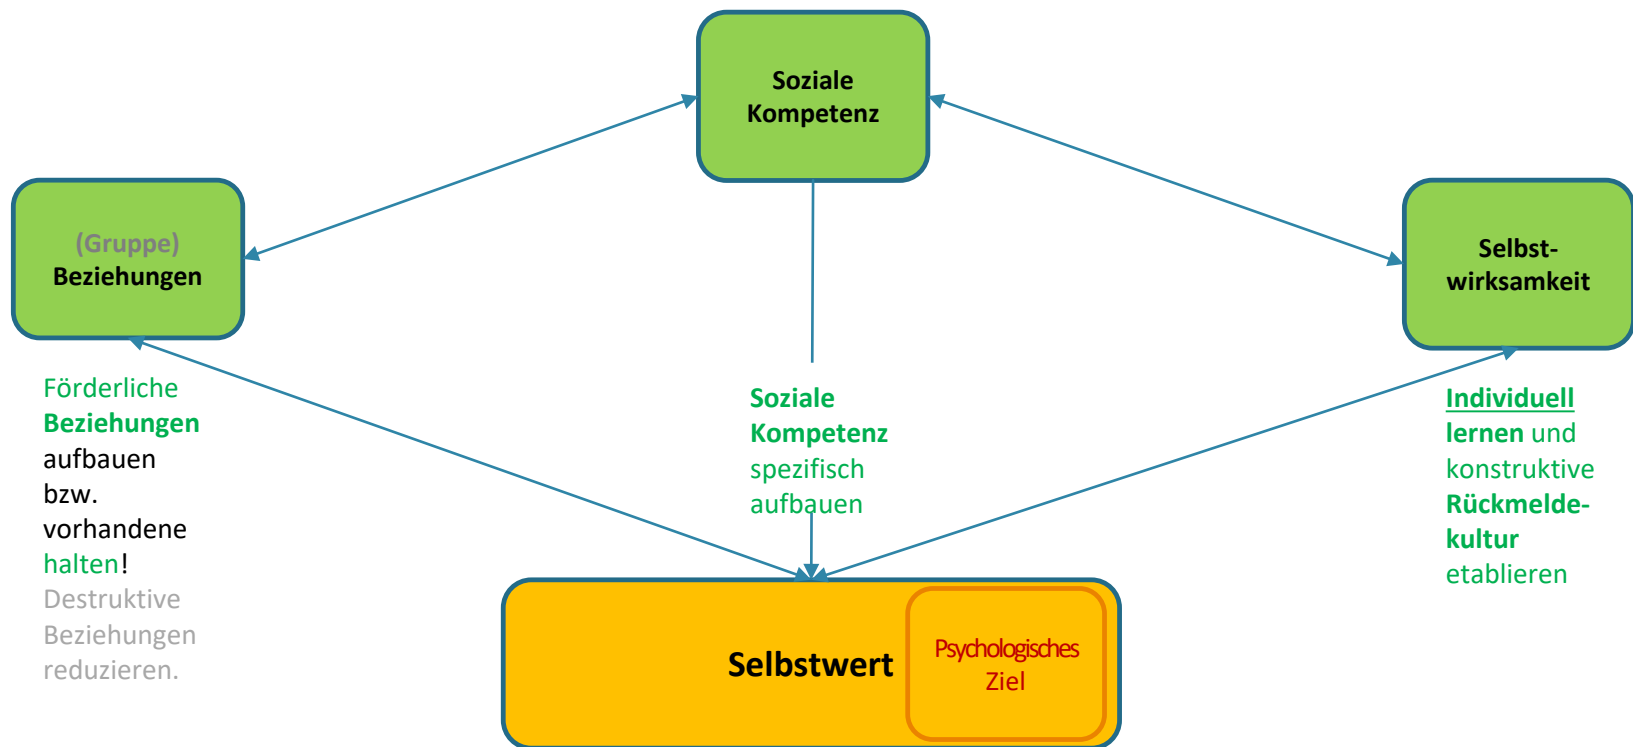 Soziale
Kompetenz
(Gruppe)
Beziehungen
Selbst-
wirksamkeit
Förderliche
Beziehungen
aufbauen
bzw.
vorhandene
halten!
Destruktive
Beziehungen
reduzieren.
Soziale
Kompetenz
spezifisch
aufbauen
Individuell
lernen und
konstruktive
Rückmelde-
kultur
etablieren
Selbstwert
Psychologisches
Ziel